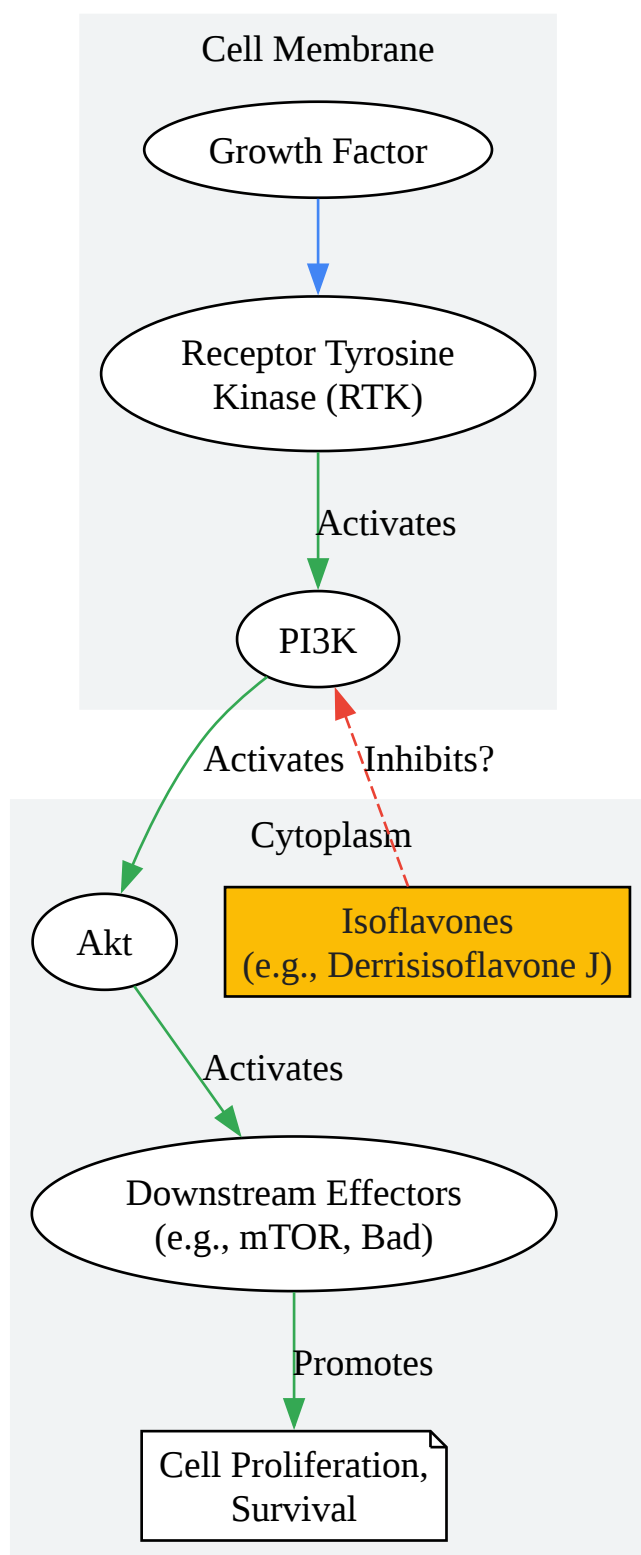 Cell Membrane
Growth Factor
Receptor Tyrosine
Kinase (RTK)
Activates
PI3K
Activates
Inhibits?
Cytoplasm
Akt
Isoflavones
(e.g., Derrisisoflavone J)
Activates
Downstream Effectors
(e.g., mTOR, Bad)
Promotes
Cell Proliferation,
Survival